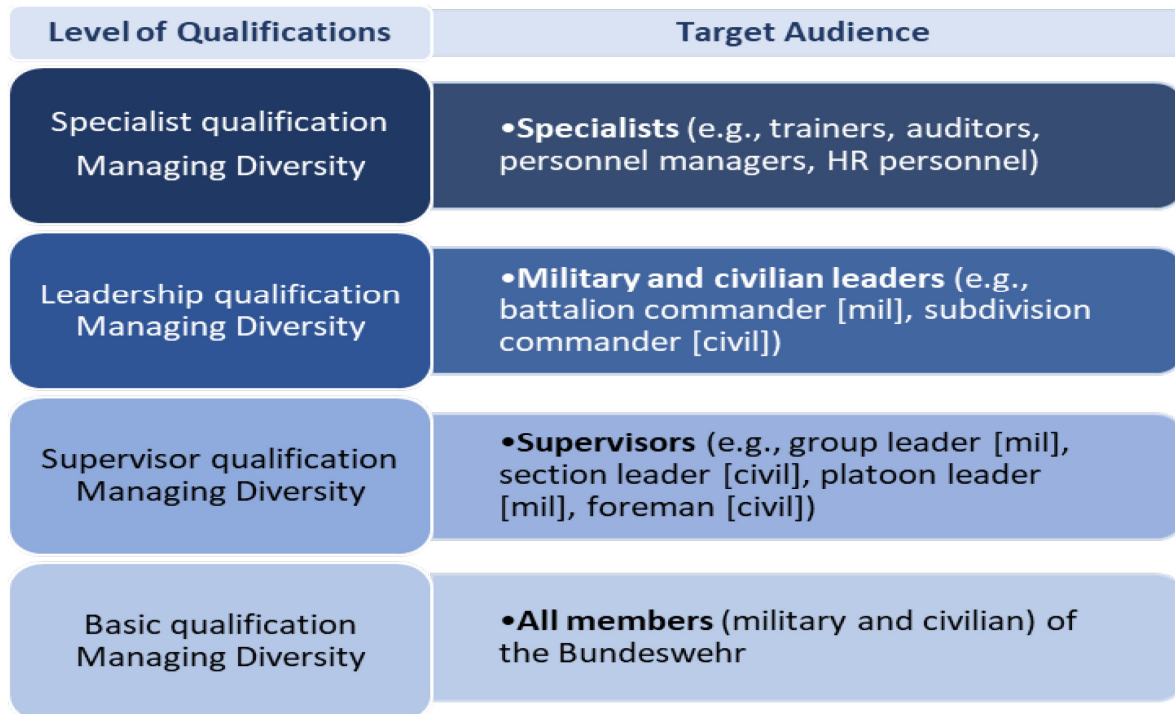 Level of Qualifications
Target Audience
Specialist qualification
Managing Diversity
•Specialists (e.g., trainers, auditors,
personnel managers, HR personnel)
Leadership qualification
Managing Diversity
•Military and civilian leaders (e.g.,
battalion commander [mil], subdivision
commander [civil])
Supervisor qualification
Managing Diversity
•Supervisors (e.g., group leader [mil],
section leader [civil], platoon leader
[mil], foreman [civil])
Basic qualification
Managing Diversity
•All members (military and civilian) of
the Bundeswehr